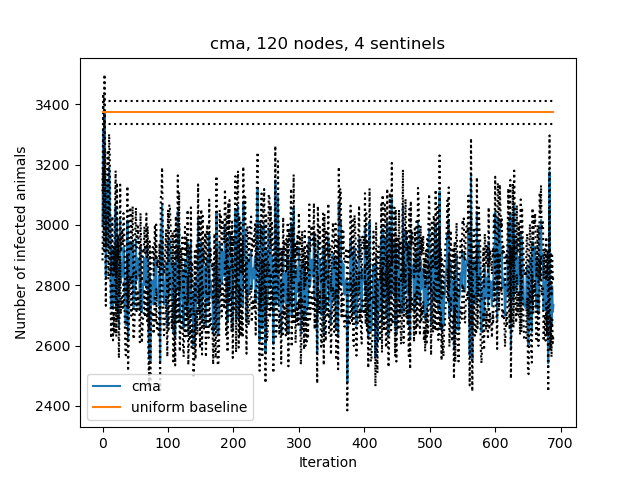 cma, 120 nodes, 4 sentinels
Number of infected animals
3400
3200
3000
2800
2600
2400
cma
uniform baseline
0 100 200 300 400 500 600 700
Iteration